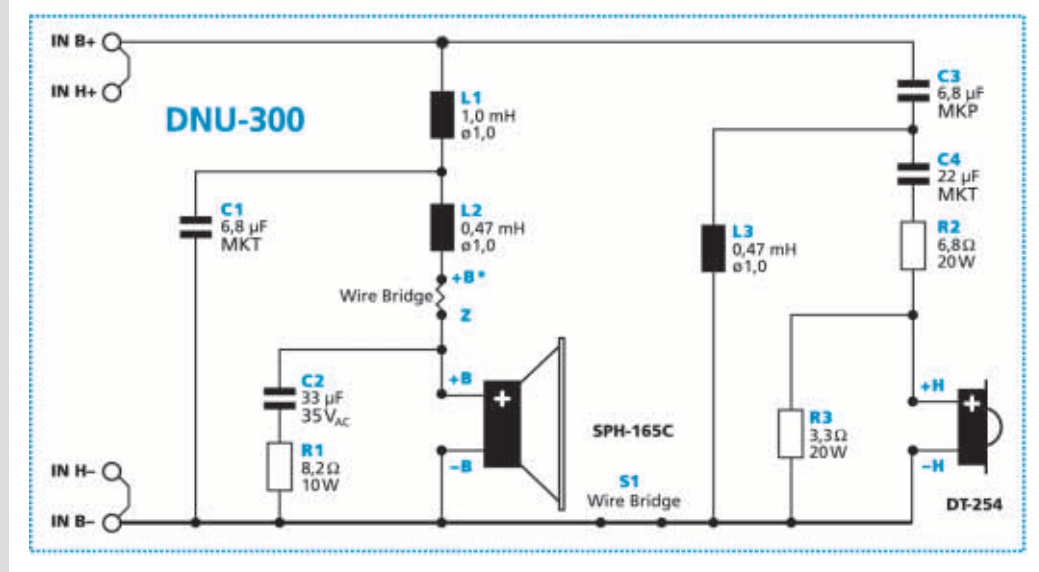 IN B+
IN H+
DNU-300
L1
1,0 mH
ø1,0
C3
6,8 µF
MKP
C4
22 µF
MKT
C1
6,8 µF
MKT
L2
0,47 mH
ø1,0
L3
0,47 mH
ø1,0
R2
6,8Ω
20W
+B*
Wire Bridge
Z
C2
33 µF
35VAC
+B
+
SPH-165C
R1
8,2Ω
10W
–B
S1
Wire Bridge
R3
3,3Ω
20W
+H
+
–H
DT-254
IN H–
IN B–